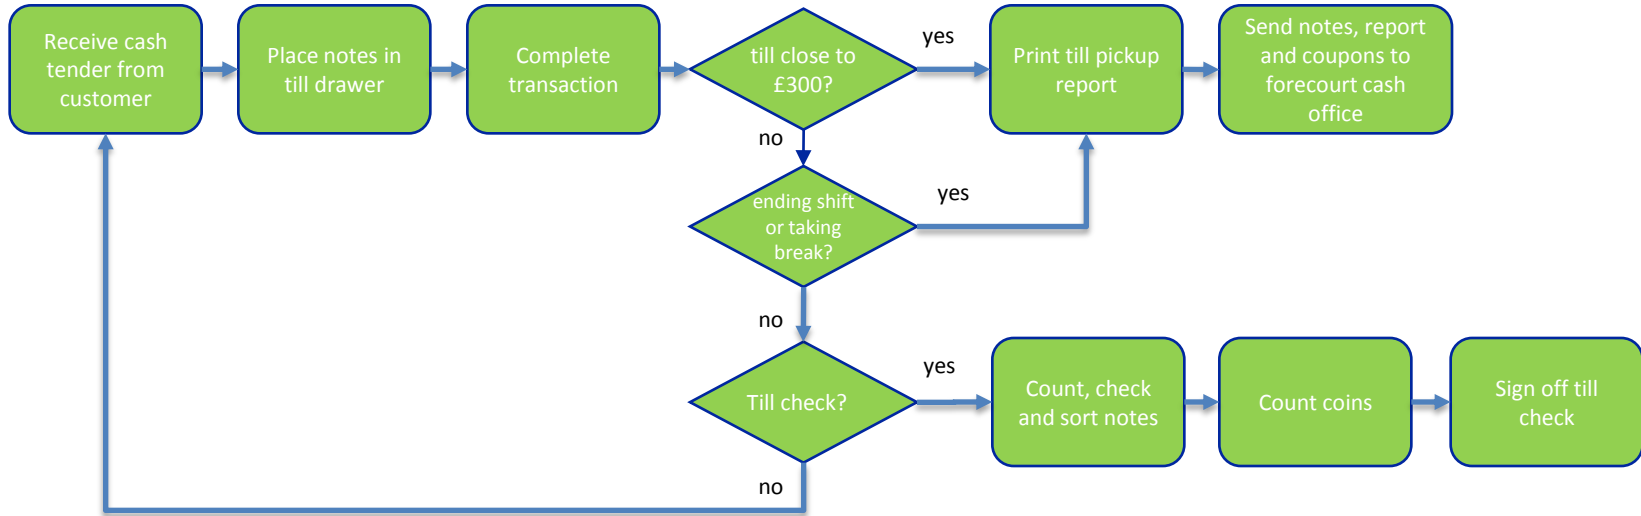 Receive cash
tender from
customer
Place notes in
till drawer
Complete
transaction
till close to
£300?
yes
Print till pickup
report
Send notes, report
and coupons to
forecourt cash
office
no
ending shift
or taking
break?
yes
no
Till check?
yes
Count, check
and sort notes
Count coins
Sign off till
check
no